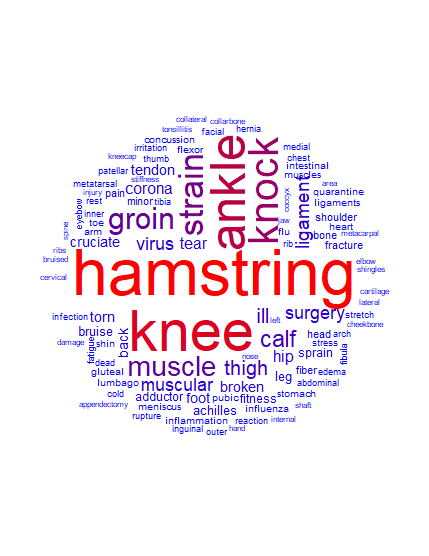 collateral collarbone
tonsillitis facial hernia
concussion
irritation flexor medial
kneecap thumb chest
patellar tendon intestinal
stiffness muscles
metatarsal corona area
injury pain coccyx quarantine
rest minor tibia ligaments
eyebow inner groin strain ankle knock ligament shoulder
toe jaw heart
spine arm flu bone metacarpal
cruciate virus tear rib fracture
ribs elbow
bruised hamstring shingles
cervical cartilage
lateral
infection torn knee ill left surgery stretch
bruise calf cheekbone
damage shin back head arch
fatigue stress
dead muscle nose hip sprain fibula
gluteal thigh fiber edema
lumbago muscular leg abdominal
cold broken stomach
adductor foot pubic fitness
appendectomy meniscus achilles influenza shaft
rupture inflammation reaction internal
inguinal outer hand